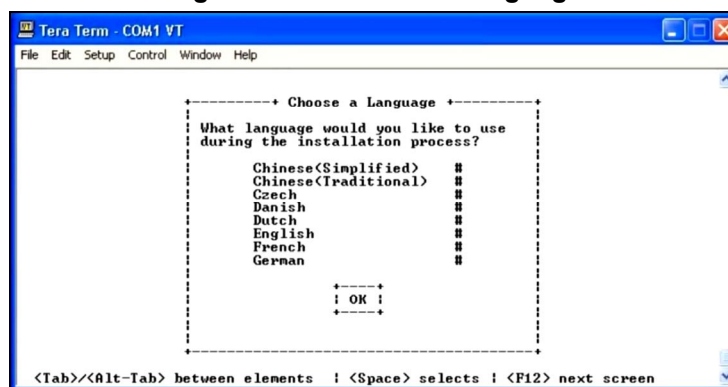 Tera Term - COM1 VT
File Edit Setup Control Window Help
+---------+ Choose a Language +---------+
What language would you like to use
during the installation process?
Chinese(Simplified) #
Chinese(Traditional) #
Czech #
Danish #
Dutch #
English #
French #
German #
+----+
¦ OK ¦
+----+
<Tab>/<Alt-Tab> between elements ¦ <Space> selects ¦ <F12> next screen